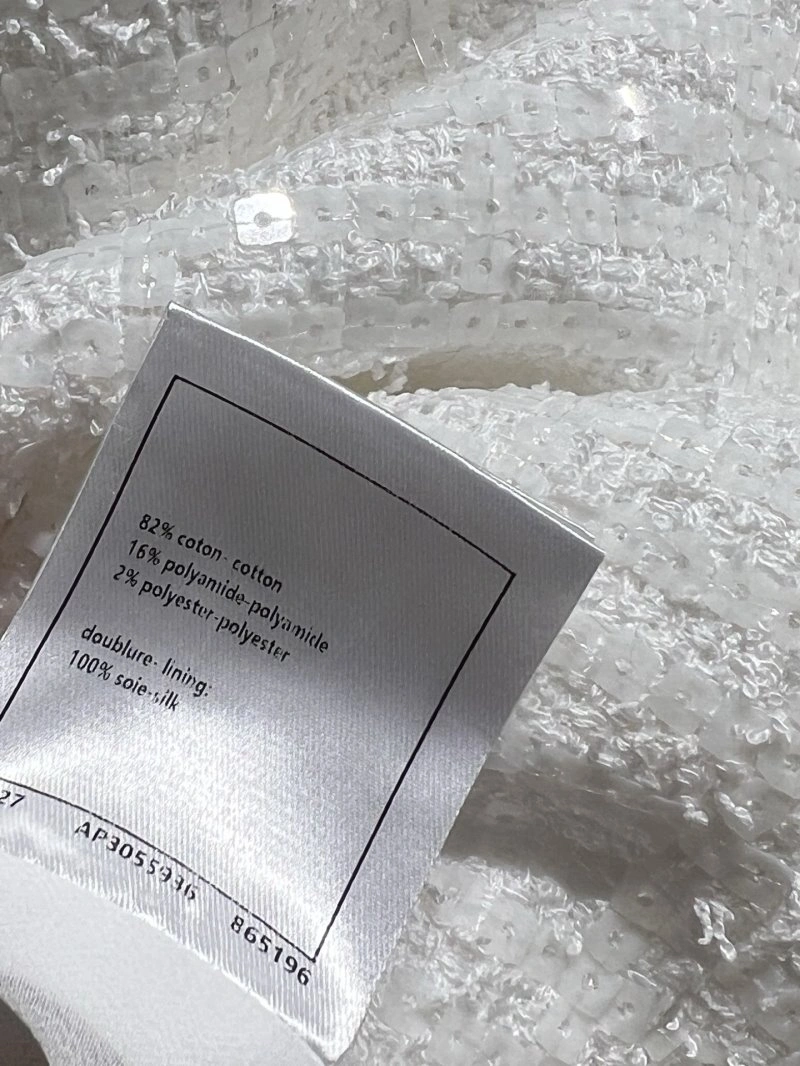 82% coton- cotton
16% polyamide-polyamide
2% polyester-polyester
doublure- lining:
100% soie-silk
27 AP3055936 865196